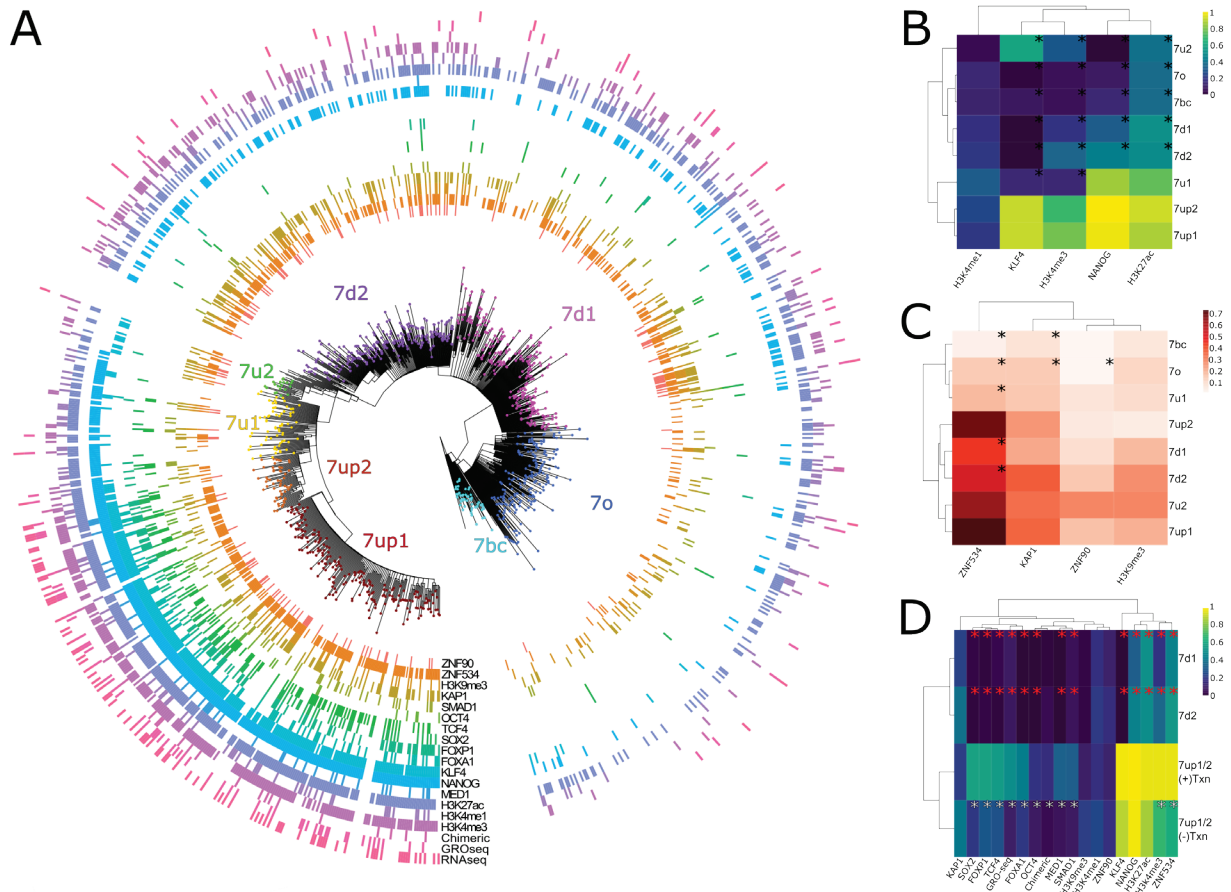 A
7d2
7d1
7u2
7u1
7up2
7up1
7o
7bc
ZNF90
ZNF534
H3K9me3
KAP1
SMAD1
OCT4
TCF4
SOX2
FOXP1
FOXA1
KLF4
NANOG
MED1
H3K27ac
H3K4me1
H3K4me3
Chimeric
GROseq
RNAseq
B
1
0.8
0.6
0.4
0.2
0
7u2
7o
7bc
7d1
7d2
7u1
7up2
7up1
H3K4me1
KLF4
H3K4me3
NANOG
H3K27ac
C
0.7
0.6
0.5
0.4
0.3
0.2
0.1
7bc
7o
7u1
7up2
7d1
7d2
7u2
7up1
ZNF534
KAP1
ZNF90
H3K9me3
D
1
0.8
0.6
0.4
0.2
0
7d1
7d2
7up1/2
(+)Txn
7up1/2
(-)Txn
KAP1
SOX2
FOXP1
TCF4
GRO-seq
FOXA1
OCT4
Chimeric
MED1
SMAD1
H3K9me3
H3K4me1
ZNF90
KLF4
NANOG
H3K27ac
H3K4me3
ZNF534